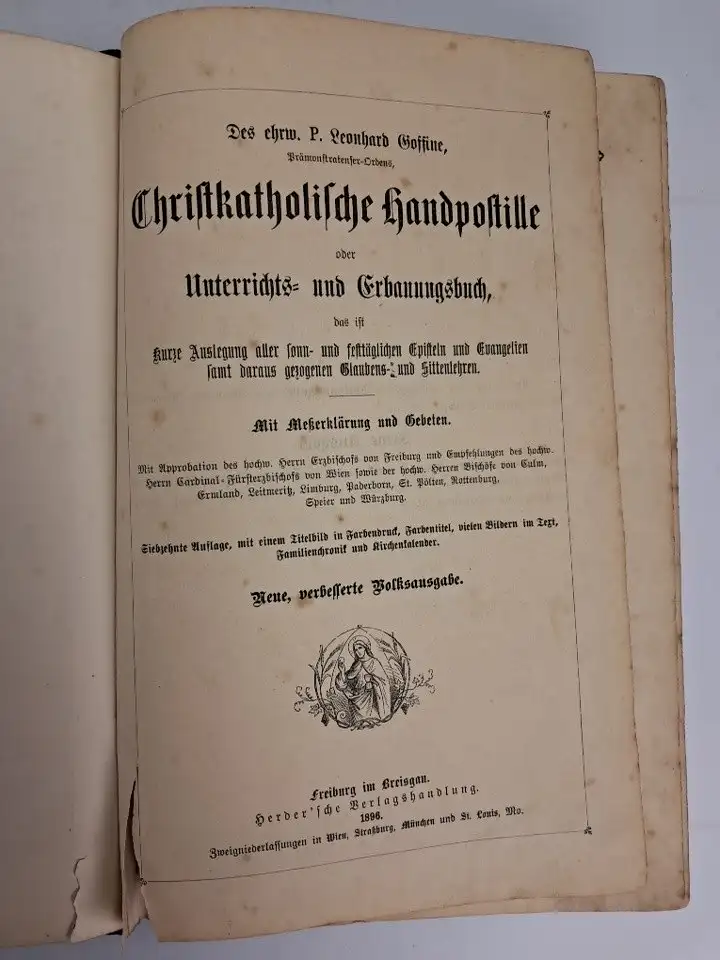 Des ehrw. P. Leonhard Goffine,
Prämonstratenser-Ordens,
Christkatholische Handpostille
oder
Unterrichts- und Erbauungsbuch,
das ist
kurze Auslegung aller sonn- und festtäglichen Episteln und Evangelien
samt daraus gezogenen Glaubens- und Sittenlehren.
Mit Meßerklärung und Gebeten.
Mit Approbation des hochw. Herrn Erzbischofs von Freiburg und Empfehlungen des hochw.
Herrn Cardinal-Fürsterzbischofs von Wien sowie der hochw. Herren Bischöfe von Culm,
Ermland, Leitmeritz, Limburg, Paderborn, St. Pölten, Rottenburg,
Speier und Würzburg.
Siebzehnte Auflage, mit einem Titelbild in Farbendruck, Farbentitel, vielen Bildern im Text,
Familienchronik und Kirchenkalender.
Neue, verbesserte Volksausgabe.
Freiburg im Breisgau.
Herder'sche Verlagshandlung.
1896.
Zweigniederlassungen in Wien, Straßburg, München und St. Louis, Mo.